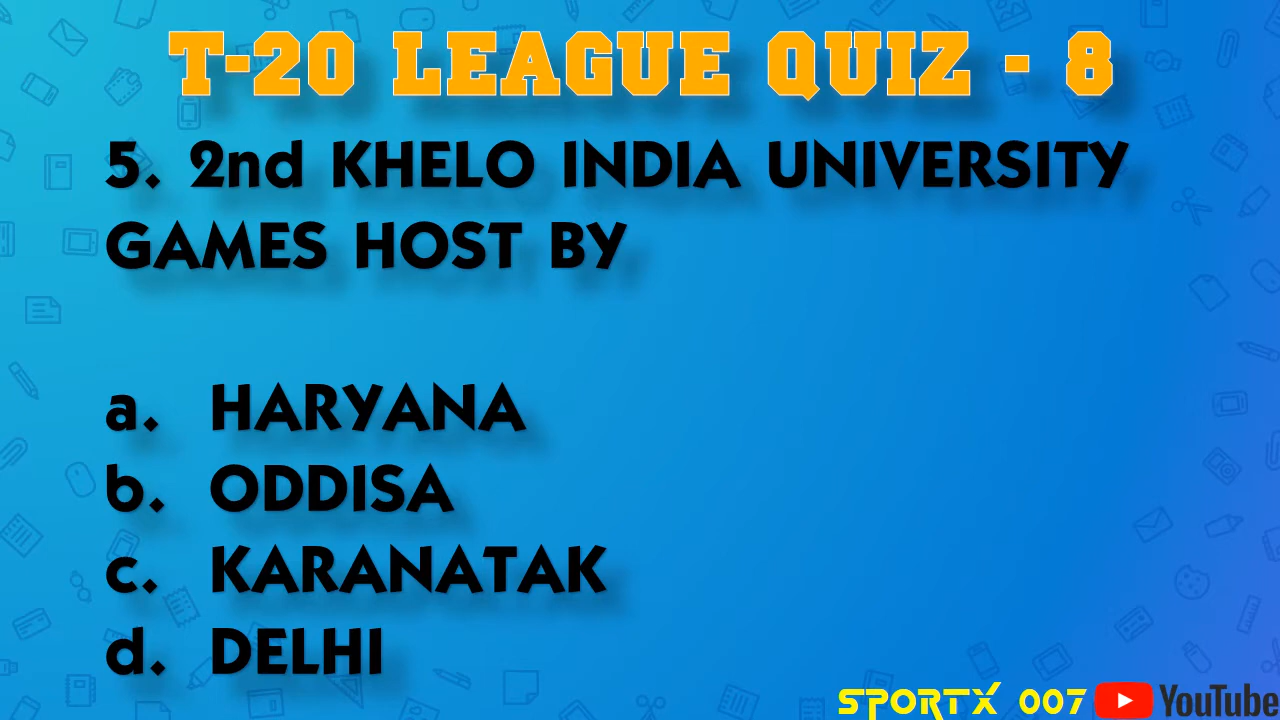 T-20 LEAGUE QUIZ - 8
5. 2nd KHELO INDIA UNIVERSITY
GAMES HOST BY
a. HARYANA
b. ODDISA
c. KARANATAK
d. DELHI
SPORTX 007 YouTube